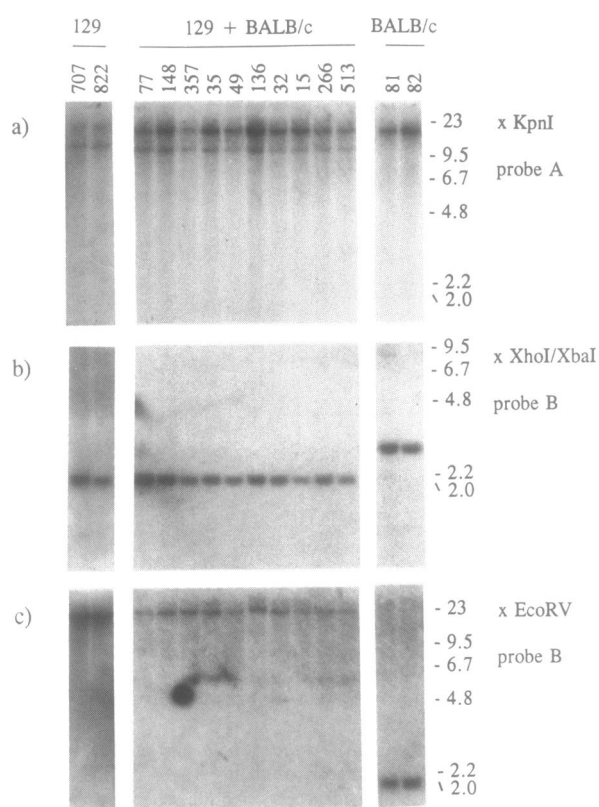 129 129 + BALB/c BALB/c
707 822 77 148 357 35 49 136 32 15 266 513 81 82
a) - 23 x KpnI
- 9.5
probe A
- 6.7
- 4.8
- 2.2
\ 2.0
b) - 9.5 x XhoI/XbaI
- 6.7
- 4.8 probe B
- 2.2
\ 2.0
c) - 23 x EcoRV
- 9.5
probe B
- 6.7
- 4.8
- 2.2
\ 2.0